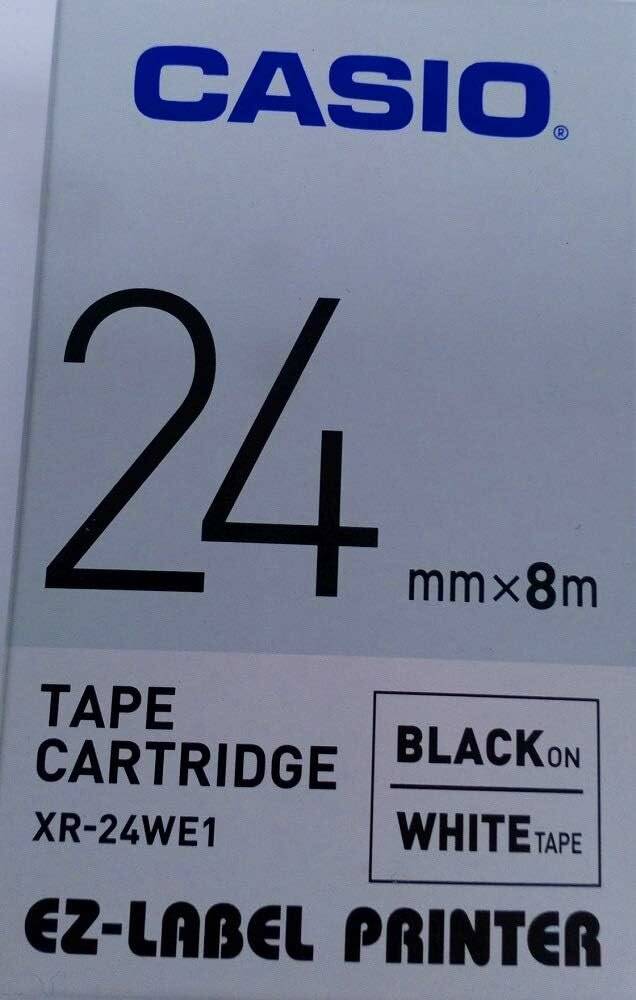 CASIO®
24 mm×8m
TAPE
CARTRIDGE
XR-24WE1
BLACK ON
WHITE TAPE
EZ-LABEL PRINTER